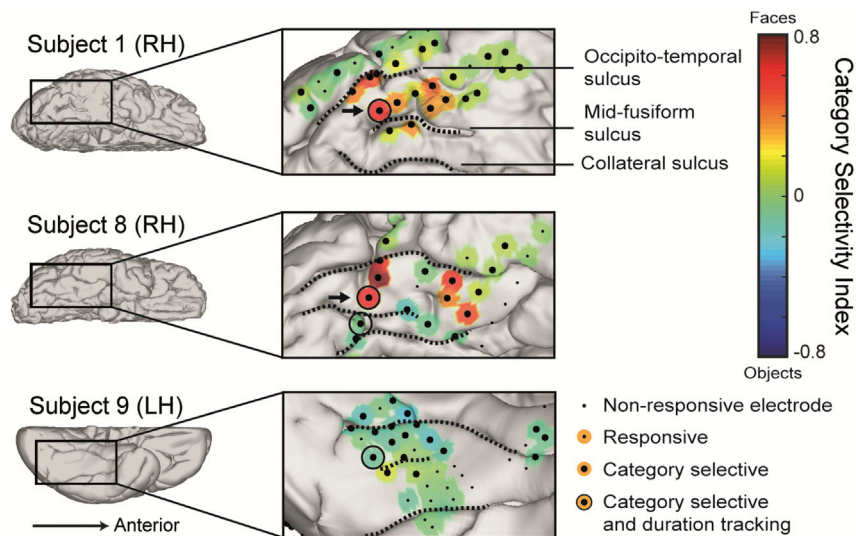 Subject 1 (RH)
Occipito-temporal
sulcus
Mid-fusiform
sulcus
Collateral sulcus
Subject 8 (RH)
Subject 9 (LH)
Anterior
Faces
0.8
0
-0.8
Objects
Category Selectivity Index
Non-responsive electrode
Responsive
Category selective
Category selective
and duration tracking